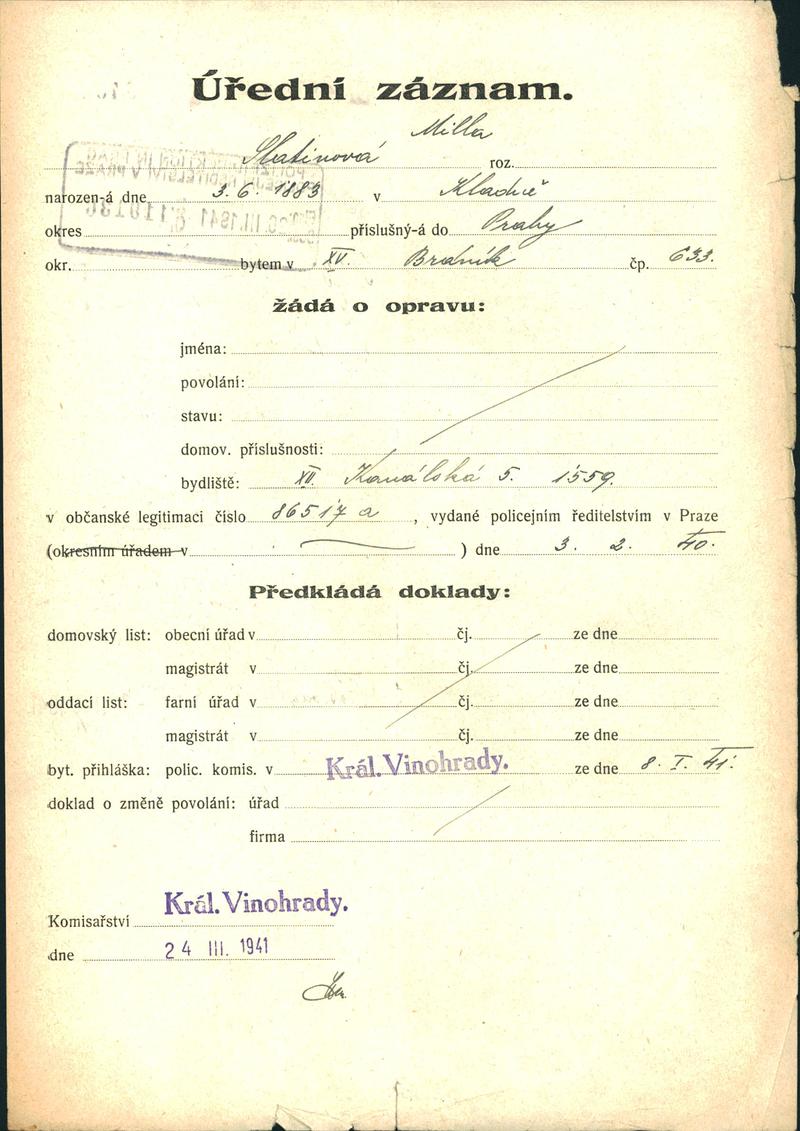 Úřední záznam.
Milla
Slatinová roz.
narozen-á dne 3. 6. 1883 v Kladně
okres příslušný-á do Prahy
okr. bytem v XV. Braník čp. 633.
žádá o opravu:
jména:
povolání:
stavu:
domov. příslušnosti:
bydliště: XII. Kanálská 5. 1559.
v občanské legitimaci číslo 86517 a , vydané policejním ředitelstvím v Praze
(okresním úřadem v ) dne 3. 2. 40.
Předkládá doklady:
domovský list: obecní úřad v čj. ze dne
magistrát v čj. ze dne
oddací list: farní úřad v čj. ze dne
magistrát v čj. ze dne
byt. přihláška: polic. komis. v Král. Vinohrady. ze dne 8. I. 41.
doklad o změně povolání: úřad
firma
Komisařství Král. Vinohrady.
dne 24 III. 1941